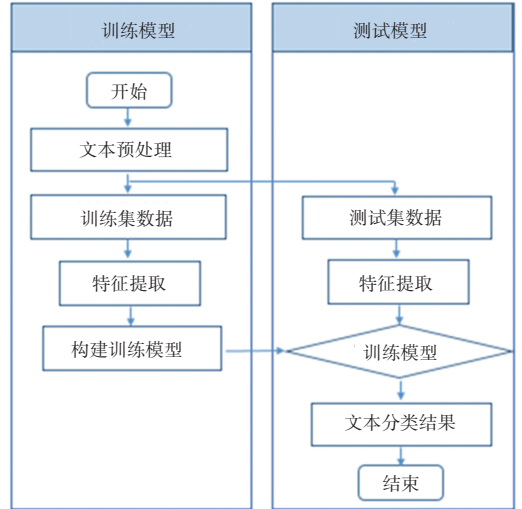 训练模型
测试模型
开始
文本预处理
训练集数据
测试集数据
特征提取
特征提取
构建训练模型
训练模型
文本分类结果
结束